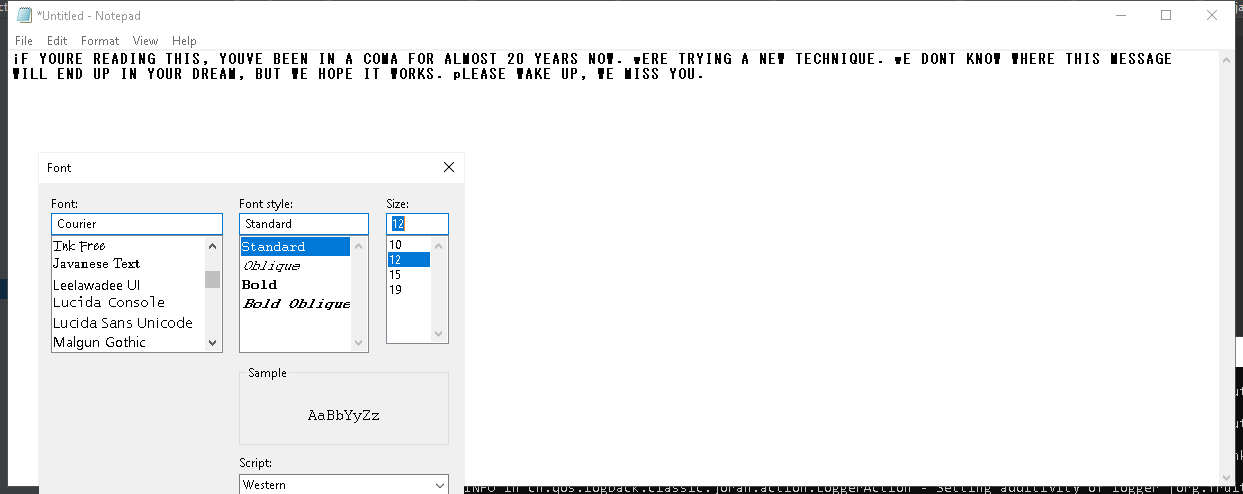 *Untitled - Notepad
File Edit Format View Help
iF YOURE READING THIS, YOUVE BEEN IN A COMA FOR ALMOST 20 YEARS NOW. wERE TRYING A NEW TECHNIQUE. wE DONT KNOW WHERE THIS MESSAGE
WILL END UP IN YOUR DREAM, BUT WE HOPE IT WORKS. pLEASE WAKE UP, WE MISS YOU.
Font
Font: Font style: Size:
Courier Standard 12
Ink Free Standard 10
Javanese Text Oblique 12
Leelawadee UI Bold 15
Lucida Console Bold Oblique 19
Lucida Sans Unicode
Malgun Gothic
Sample
AaBbYyZz
Script:
Western
INFO in ch.qos.logback.classic.joran.action.LoggerAction - Setting additivity of logger